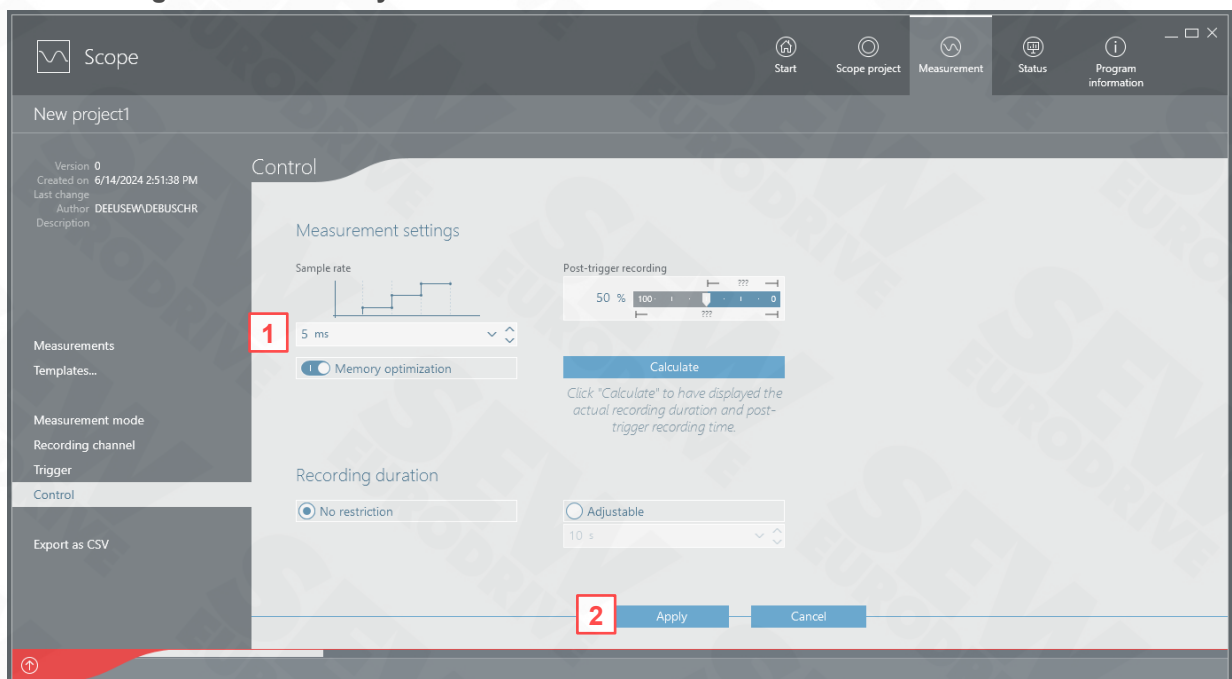 Scope
Start
Scope project
Measurement
Status
Program
information
New project1
Version 0
Created on 6/14/2024 2:51:38 PM
Last change
Author DEEUSEW\DEBUSCHR
Description
Measurements
Templates...
Measurement mode
Recording channel
Trigger
Control
Export as CSV
Control
Measurement settings
Sample rate
1
5 ms
Memory optimization
Post-trigger recording
???
50 % 100 0
???
Calculate
Click "Calculate" to have displayed the
actual recording duration and post-
trigger recording time.
Recording duration
No restriction
Adjustable
10 s
2
Apply
Cancel
SEW
EURODRIVE